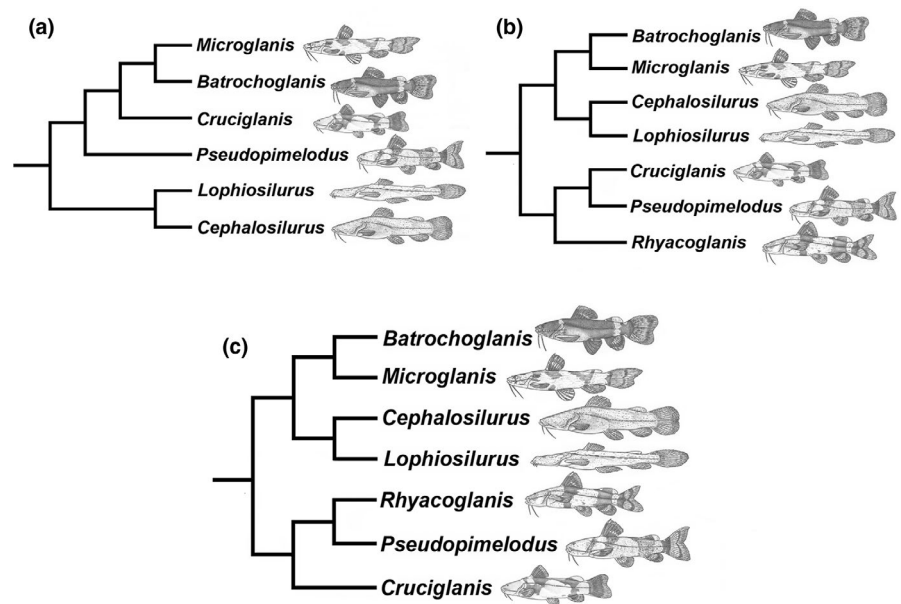 (a)
Microglanis
Batrochoglanis
Cruciglanis
Pseudopimelodus
Lophiosilurus
Cephalosilurus
(b)
Batrochoglanis
Microglanis
Cephalosilurus
Lophiosilurus
Cruciglanis
Pseudopimelodus
Rhyacoglanis
(c)
Batrochoglanis
Microglanis
Cephalosilurus
Lophiosilurus
Rhyacoglanis
Pseudopimelodus
Cruciglanis